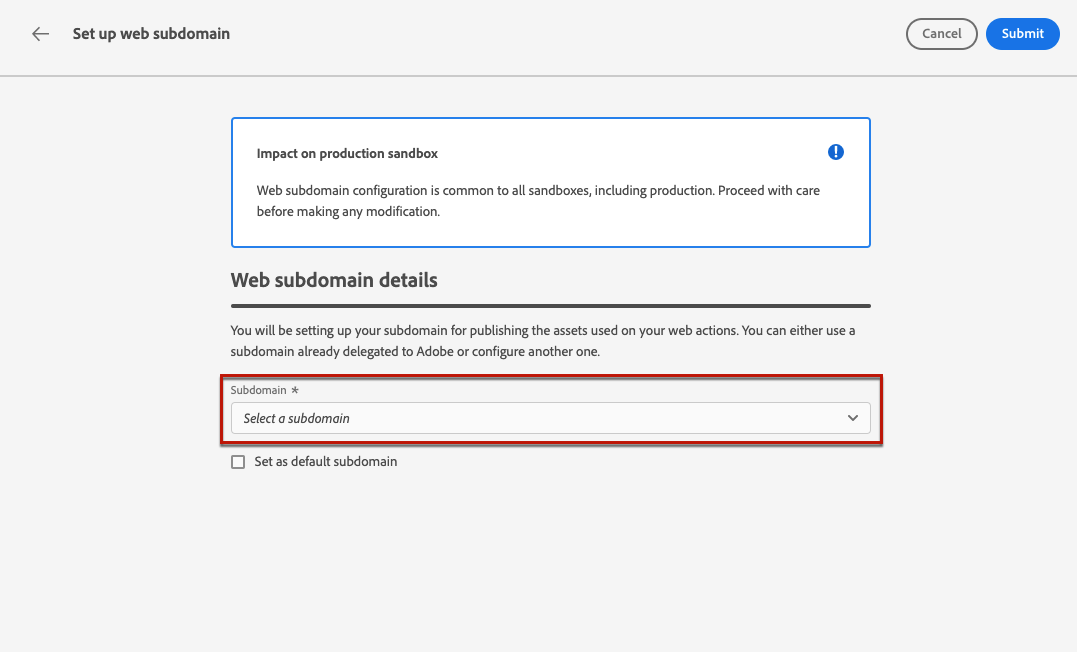 Set up web subdomain
Cancel
Submit
Impact on production sandbox
Web subdomain configuration is common to all sandboxes, including production. Proceed with care
before making any modification.
Web subdomain details
You will be setting up your subdomain for publishing the assets used on your web actions. You can either use a
subdomain already delegated to Adobe or configure another one.
Subdomain *
Select a subdomain
Set as default subdomain